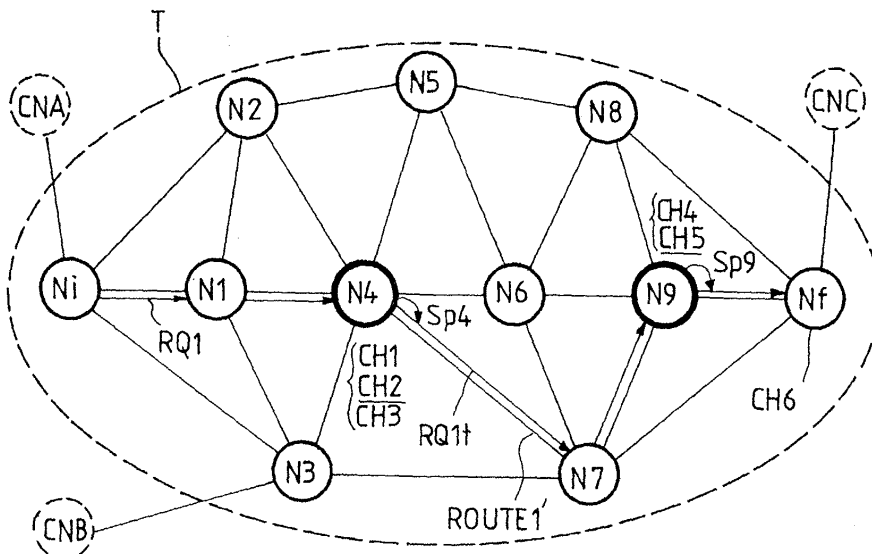 T
CNA
N2
N5
N8
CNC
CH4
CH5
Sp9
Ni
N1
N4
N6
N9
Nf
RQ1
Sp4
CH1
CH2
CH3
RQ1t
CH6
N3
N7
ROUTE1'
CNB